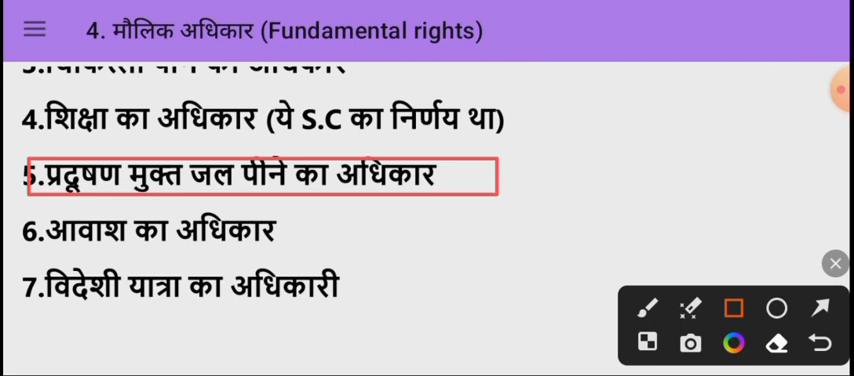 4. मौलिक अधिकार (Fundamental rights)
4.शिक्षा का अधिकार (ये S.C का निर्णय था)
5.प्रदूषण मुक्त जल पीने का अधिकार
6.आवाश का अधिकार
7.विदेशी यात्रा का अधिकारी